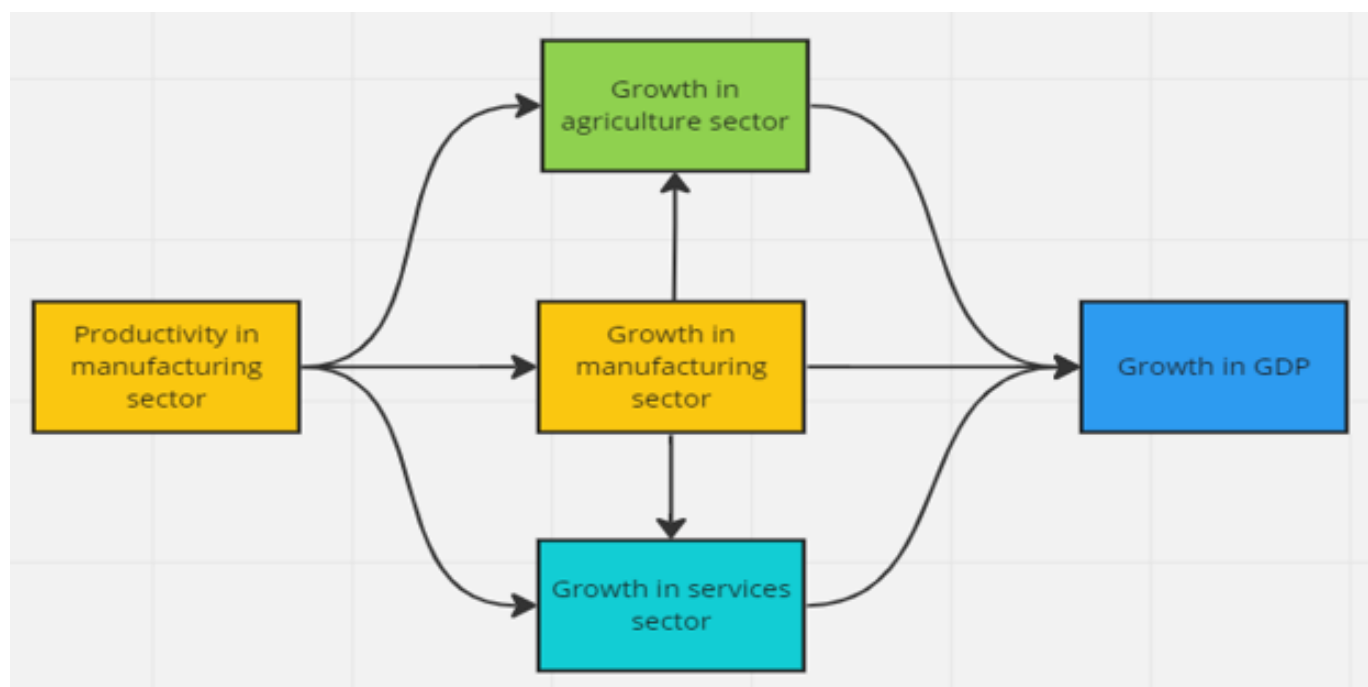 Growth in
agriculture sector
Productivity in
manufacturing
sector
Growth in
manufacturing
sector
Growth in GDP
Growth in services
sector